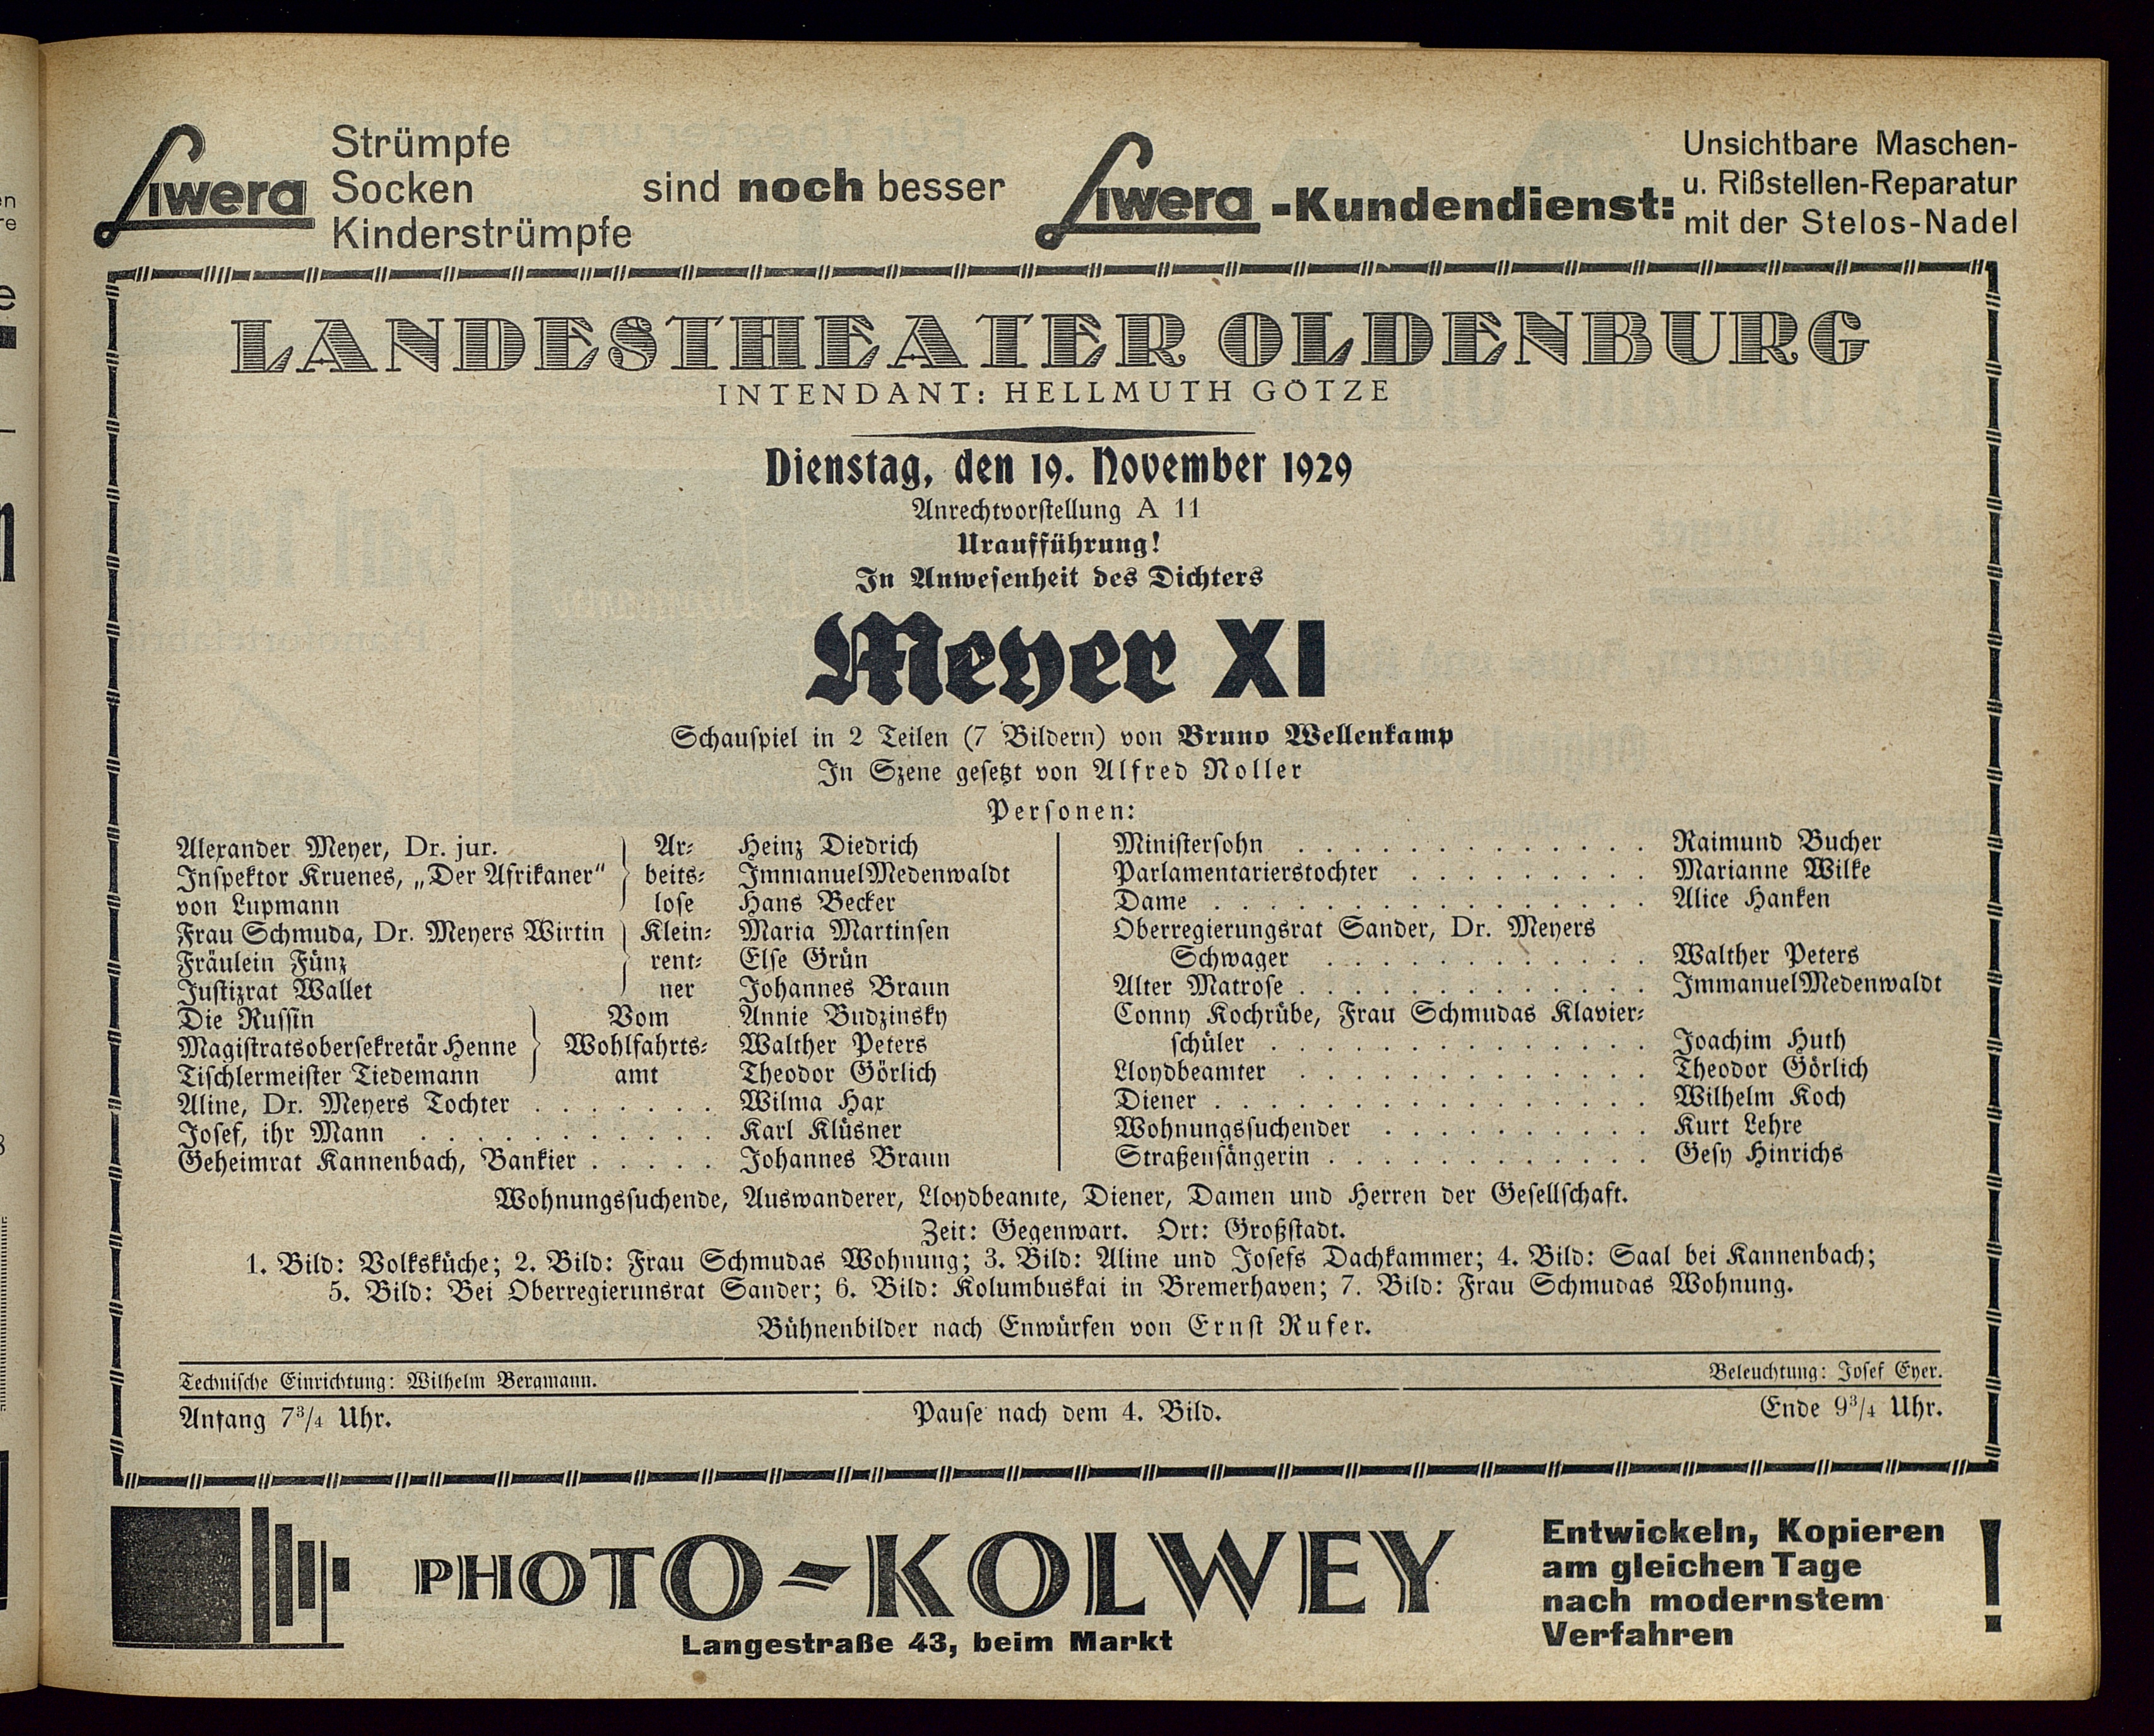 Liwera
Strümpfe
Socken
Kinderstrümpfe
sind noch besser
Liwera-Kundendienst:
Unsichtbare Maschen-
u. Rißstellen-Reparatur
mit der Stelos-Nadel
LANDESTHEATER OLDENBURG
INTENDANT: HELLMUTH GÖTZE
Dienstag, den 19. November 1929
Anrechtvorstellung A 11
Uraufführung!
In Anwesenheit des Dichters
Meyer XI
Schauspiel in 2 Teilen (7 Bildern) von Bruno Wellenkamp
In Szene gesetzt von Alfred Noller
Personen:
Alexander Meyer, Dr. jur. } Ar- Heinz Diedrich
Inspektor Kruenes, „Der Afrikaner“ } beits- Immanuel Medenwaldt
von Lupmann } lose Hans Becker
Frau Schmuda, Dr. Meyers Wirtin } Klein- Maria Martinsen
Fräulein Fünz } rent- Else Grün
Justizrat Wallet } ner Johannes Braun
Die Russin } Vom Annie Budzinsky
Magistratsobersekretär Henne } Wohlfahrts- Walther Peters
Tischlermeister Tiedemann } amt Theodor Görlich
Aline, Dr. Meyers Tochter . . . . . . . Wilma Hax
Josef, ihr Mann . . . . . . . . . . . Karl Klüsner
Geheimrat Kannenbach, Bankier . . . . . Johannes Braun
Ministersohn . . . . . . . . . . . . . Raimund Bucher
Parlamentarierstochter . . . . . . . . . Marianne Wilke
Dame . . . . . . . . . . . . . . . . Alice Hanken
Oberregierungsrat Sander, Dr. Meyers
Schwager . . . . . . . . . . . . Walther Peters
Alter Matrose . . . . . . . . . . . . . Immanuel Medenwaldt
Conny Kochrübe, Frau Schmudas Klavier-
schüler . . . . . . . . . . . . . . Joachim Huth
Lloydbeamter . . . . . . . . . . . . . Theodor Görlich
Diener . . . . . . . . . . . . . . . . Wilhelm Koch
Wohnungssuchender . . . . . . . . . . Kurt Lehre
Straßensängerin . . . . . . . . . . . . Gesy Hinrichs
Wohnungssuchende, Auswanderer, Lloydbeamte, Diener, Damen und Herren der Gesellschaft.
Zeit: Gegenwart. Ort: Großstadt.
1. Bild: Volksküche; 2. Bild: Frau Schmudas Wohnung; 3. Bild: Aline und Josefs Dachkammer; 4. Bild: Saal bei Kannenbach;
5. Bild: Bei Oberregierunsrat Sander; 6. Bild: Kolumbuskai in Bremerhaven; 7. Bild: Frau Schmudas Wohnung.
Bühnenbilder nach Enwürfen von Ernst Rufer.
Technische Einrichtung: Wilhelm Bergmann.
Beleuchtung: Josef Eyer.
Anfang 7¾ Uhr.
Pause nach dem 4. Bild.
Ende 9¾ Uhr.
PHOTO-KOLWEY
Langestraße 43, beim Markt
Entwickeln, Kopieren
am gleichen Tage
nach modernstem
Verfahren
!